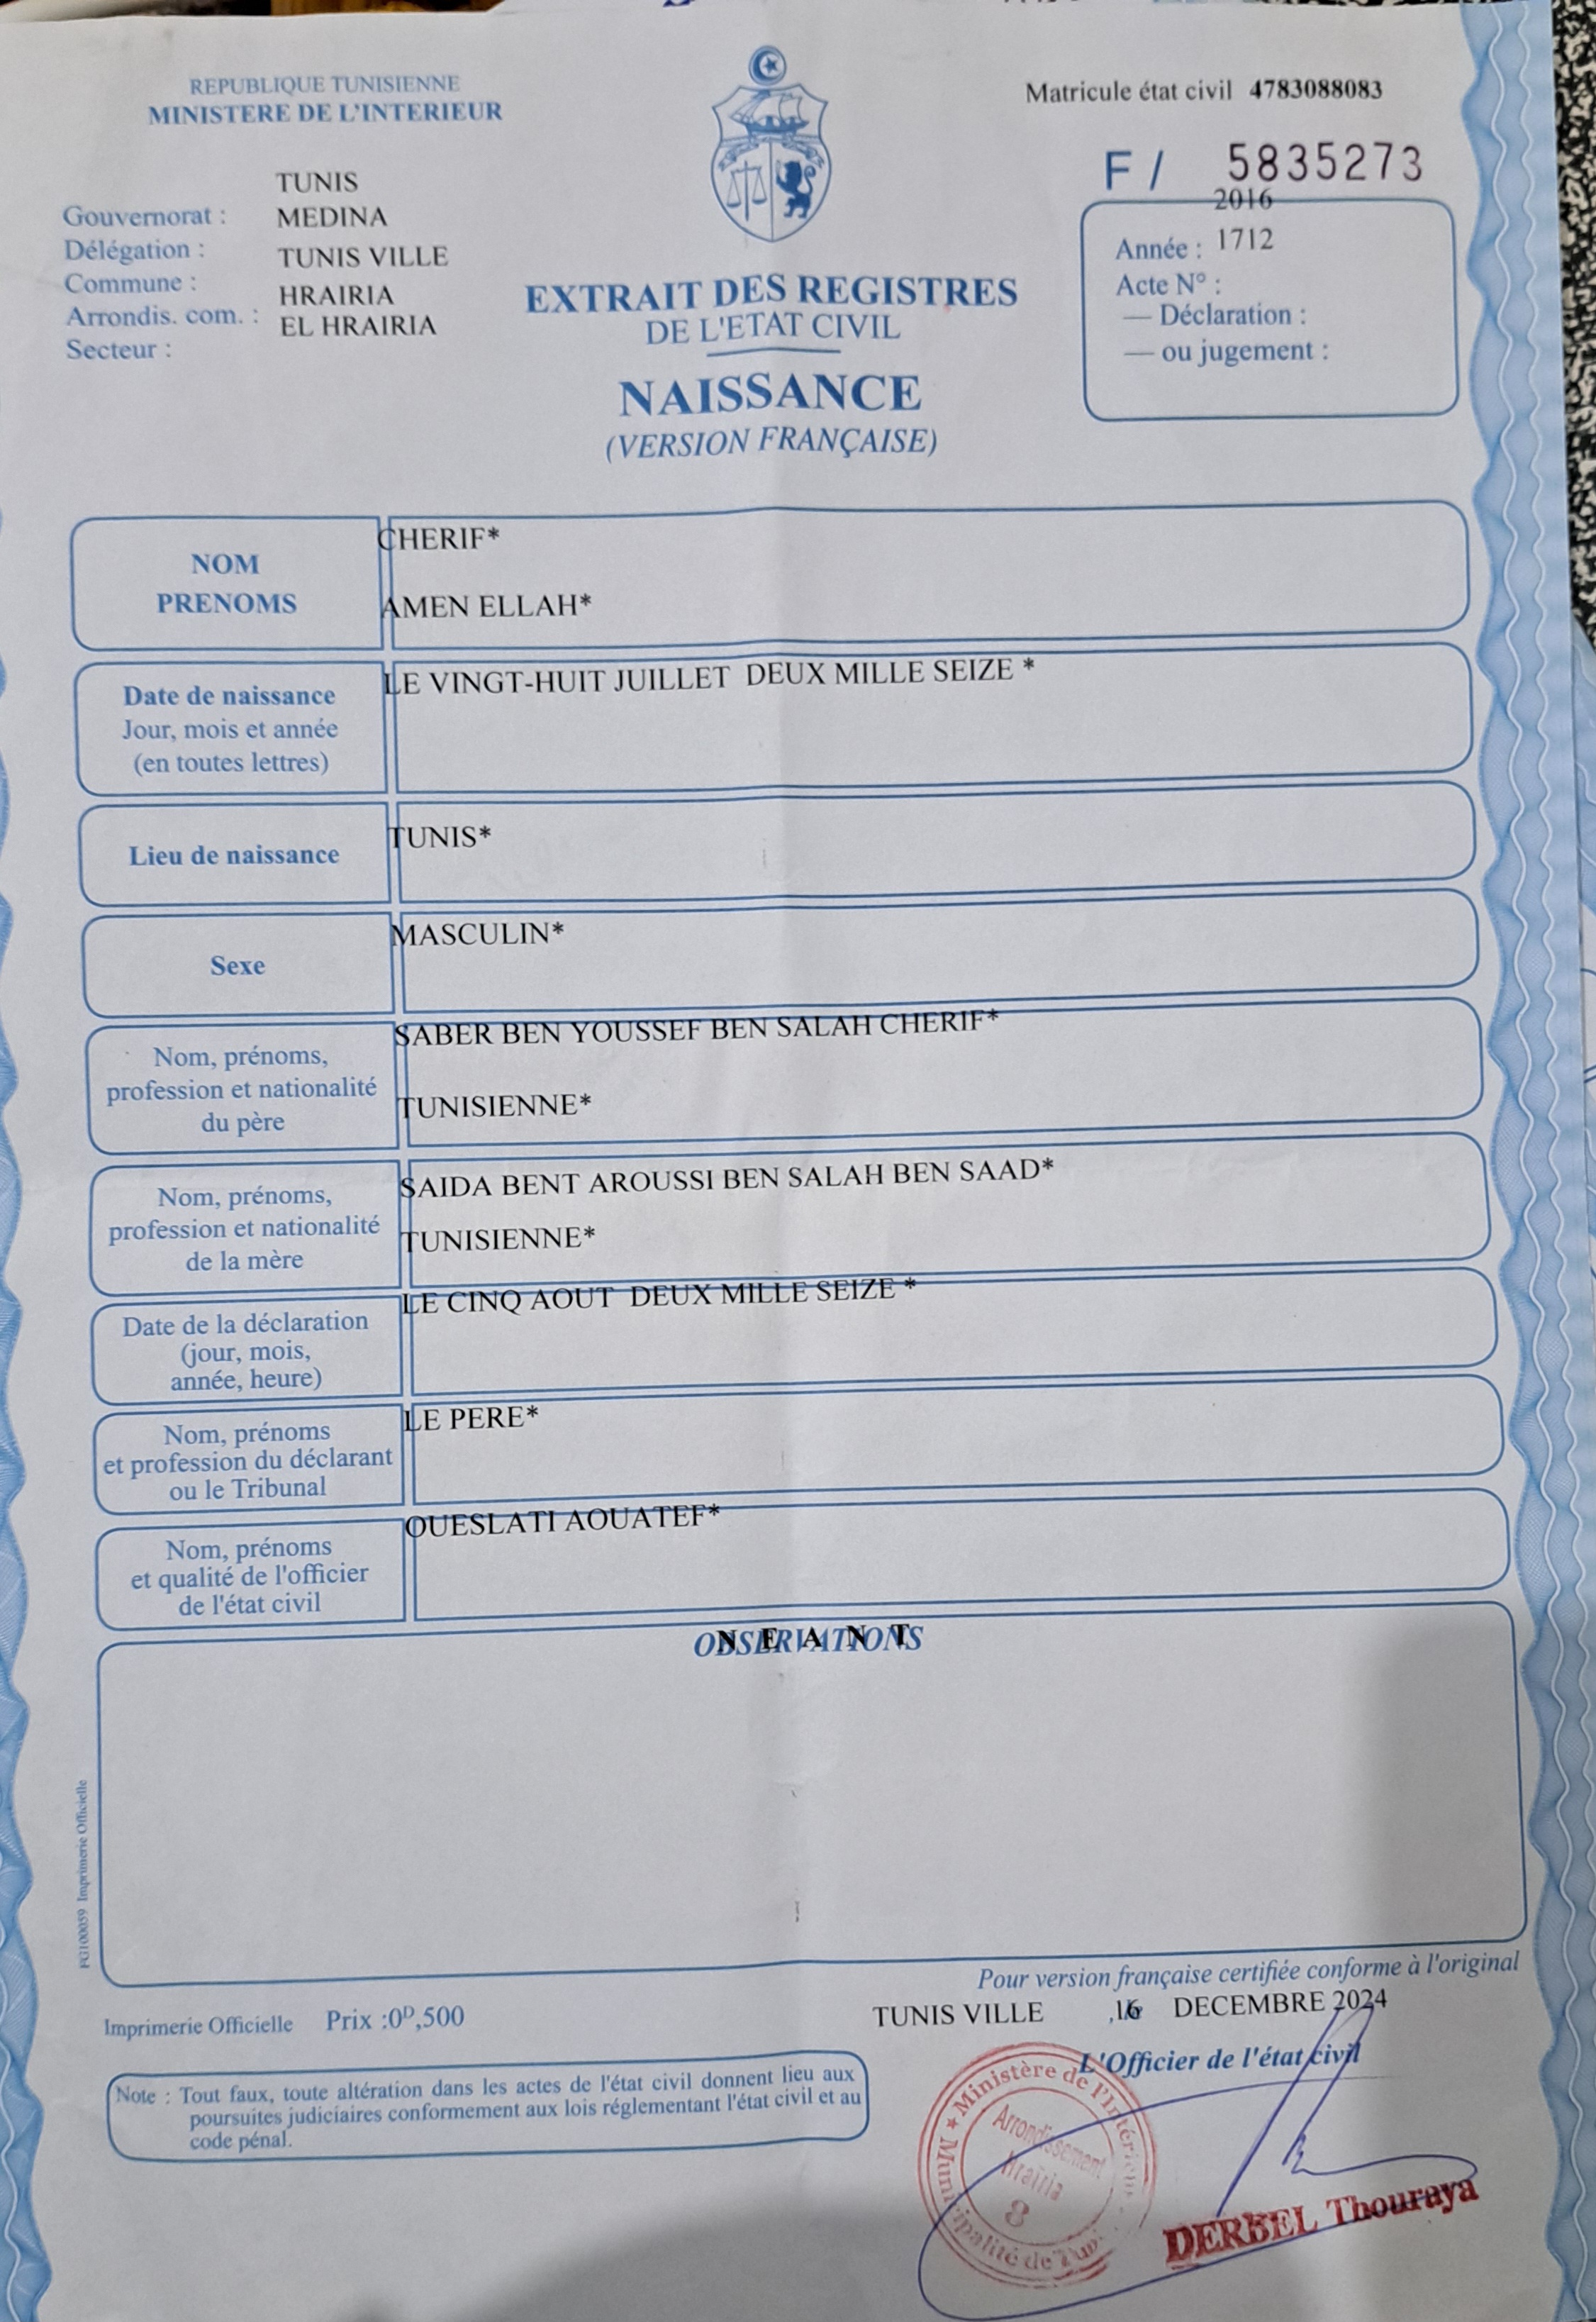 REPUBLIQUE TUNISIENNE
MINISTERE DE L'INTERIEUR
Matricule état civil 4783088083
F / 5835273
TUNIS
Gouvernorat : MEDINA
Délégation : TUNIS VILLE
Commune : HRAIRIA
Arrondis. com. : EL HRAIRIA
Secteur :
2016
Année : 1712
Acte N° :
— Déclaration :
— ou jugement :
EXTRAIT DES REGISTRES
DE L'ETAT CIVIL
NAISSANCE
(VERSION FRANÇAISE)
NOM
PRENOMS
CHERIF*
AMEN ELLAH*
Date de naissance
Jour, mois et année
(en toutes lettres)
LE VINGT-HUIT JUILLET DEUX MILLE SEIZE *
Lieu de naissance
TUNIS*
Sexe
MASCULIN*
Nom, prénoms,
profession et nationalité
du père
SABER BEN YOUSSEF BEN SALAH CHERIF*
TUNISIENNE*
Nom, prénoms,
profession et nationalité
de la mère
SAIDA BENT AROUSSI BEN SALAH BEN SAAD*
TUNISIENNE*
Date de la déclaration
(jour, mois,
année, heure)
LE CINQ AOUT DEUX MILLE SEIZE *
Nom, prénoms
et profession du déclarant
ou le Tribunal
LE PERE*
Nom, prénoms
et qualité de l'officier
de l'état civil
OUESLATI AOUATEF*
OBSERVATIONS
N E A N T
FG100059 Imprimerie Officielle
Pour version française certifiée conforme à l'original
Imprimerie Officielle Prix :0ᴰ,500
TUNIS VILLE ,le 16 DECEMBRE 2024
L'Officier de l'état civil
Note : Tout faux, toute altération dans les actes de l'état civil donnent lieu aux
poursuites judiciaires conformement aux lois réglementant l'état civil et au
code pénal.
★ Ministère de l'Intérieur
Municipalité de Tunis
Arrondissement
Hrairia
8
DERBEL Thouraya